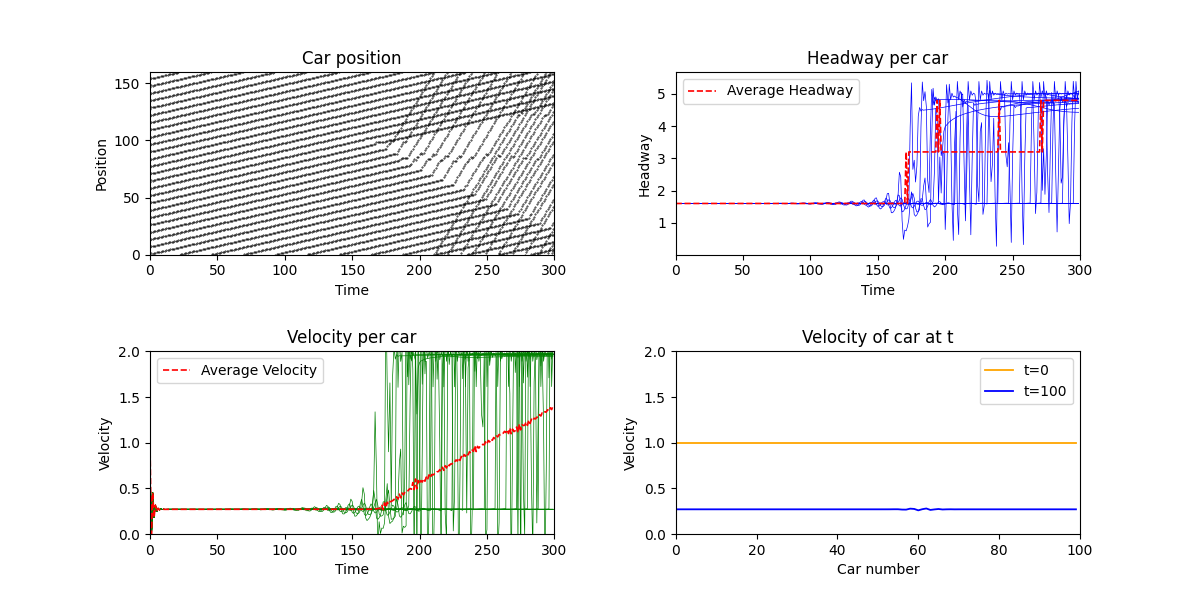 Car position
Position
150
100
50
0
0 50 100 150 200 250 300
Time
Headway per car
Headway
5
4
3
2
1
Average Headway
0 50 100 150 200 250 300
Time
Velocity per car
Velocity
2.0
1.5
1.0
0.5
0.0
Average Velocity
0 50 100 150 200 250 300
Time
Velocity of car at t
Velocity
2.0
1.5
1.0
0.5
0.0
t=0
t=100
0 20 40 60 80 100
Car number